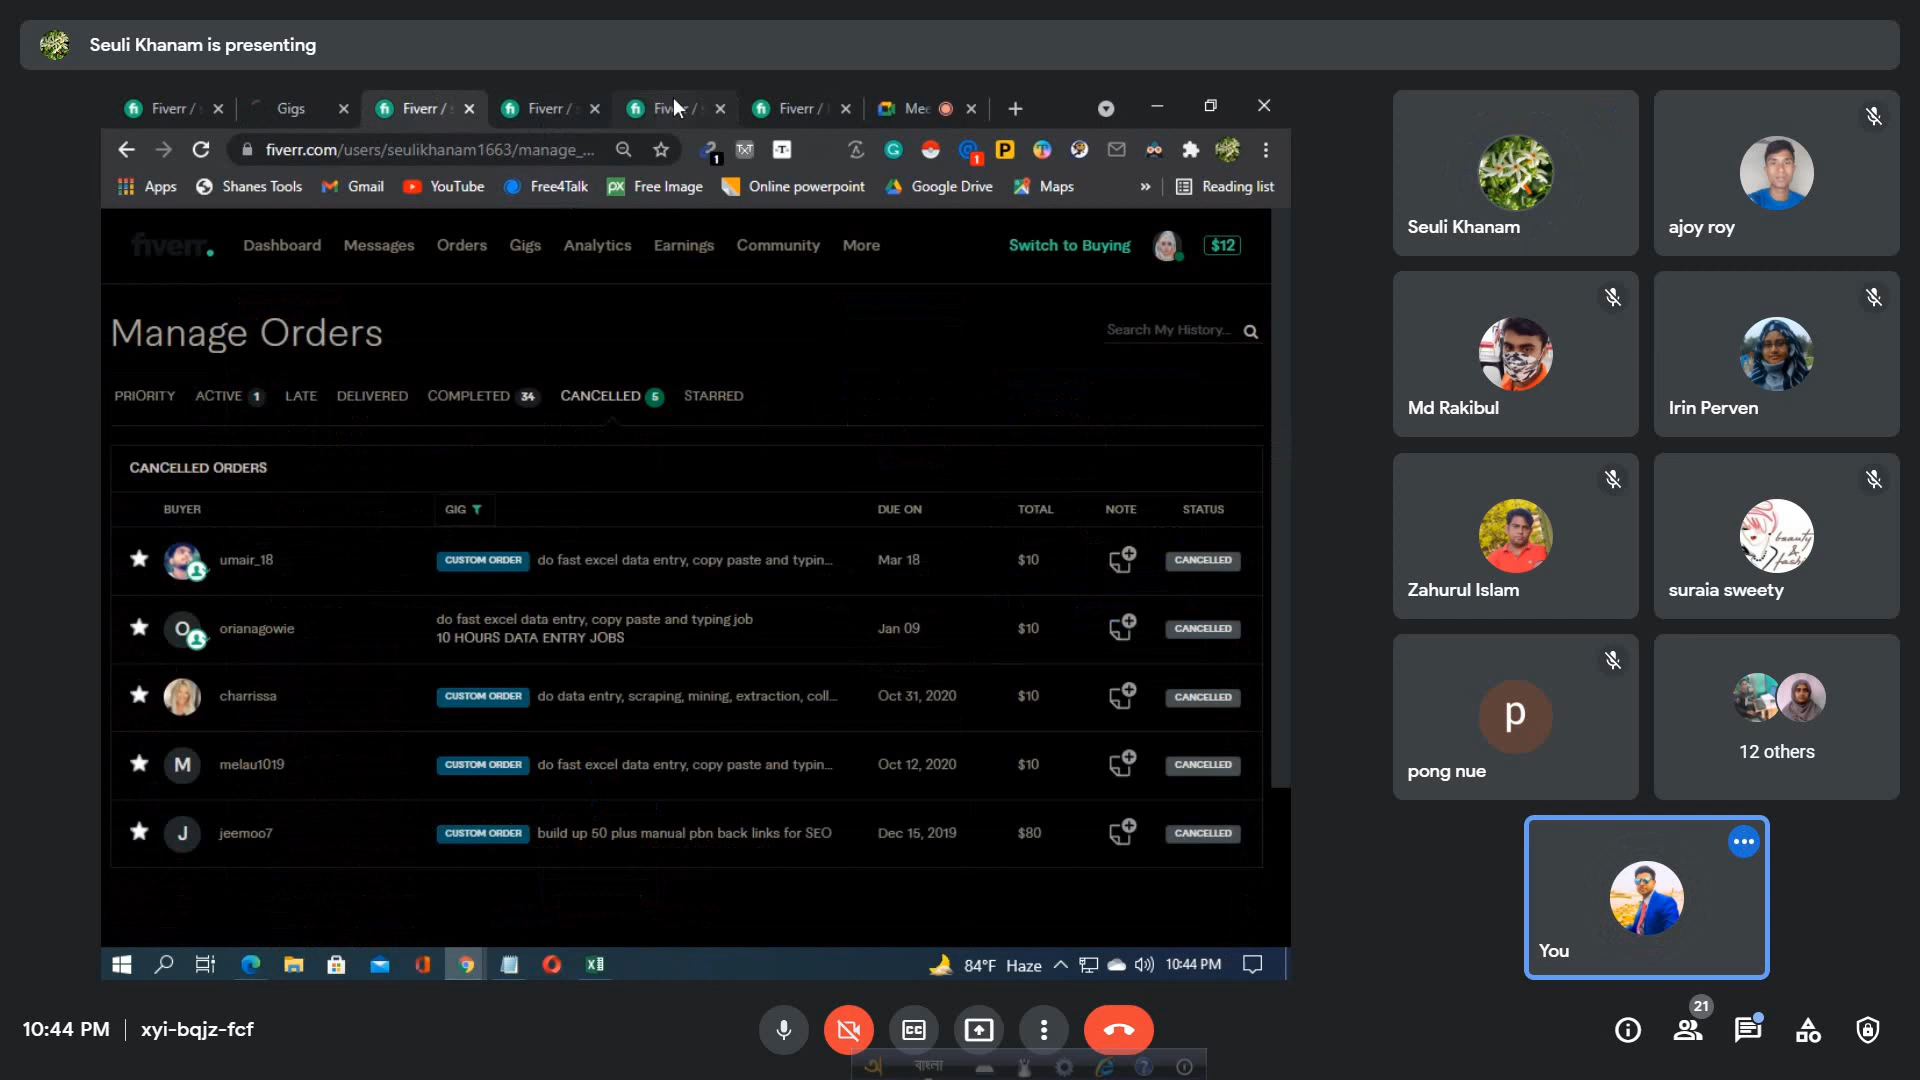 Seuli Khanam is presenting
Fiverr /
Gigs
Fiverr /
Fiverr /
Fiverr /
Fiverr /
Mee
fiverr.com/users/seulikhanam1663/manage_...
1
TXT
-T-
1
P
Apps
Shanes Tools
Gmail
YouTube
Free4Talk
px Free Image
Online powerpoint
Google Drive
Maps
»
Reading list
fiverr.
Dashboard
Messages
Orders
Gigs
Analytics
Earnings
Community
More
Switch to Buying
$12
Manage Orders
Search My History...
PRIORITY
ACTIVE 1
LATE
DELIVERED
COMPLETED 34
CANCELLED 5
STARRED
CANCELLED ORDERS
BUYER GIG DUE ON TOTAL NOTE STATUS
umair_18 CUSTOM ORDER do fast excel data entry, copy paste and typin... Mar 18 $10 CANCELLED
O orianagowie do fast excel data entry, copy paste and typing job Jan 09 $10 CANCELLED
10 HOURS DATA ENTRY JOBS
charrissa CUSTOM ORDER do data entry, scraping, mining, extraction, coll... Oct 31, 2020 $10 CANCELLED
M melau1019 CUSTOM ORDER do fast excel data entry, copy paste and typin... Oct 12, 2020 $10 CANCELLED
J jeemoo7 CUSTOM ORDER build up 50 plus manual pbn back links for SEO Dec 15, 2019 $80 CANCELLED
84°F Haze
10:44 PM
Seuli Khanam
ajoy roy
Md Rakibul
Irin Perven
Zahurul Islam
suraia sweety
beauty
&
p
pong nue
12 others
You
10:44 PM | xyi-bqjz-fcf
CC
21
অ
বাংলা